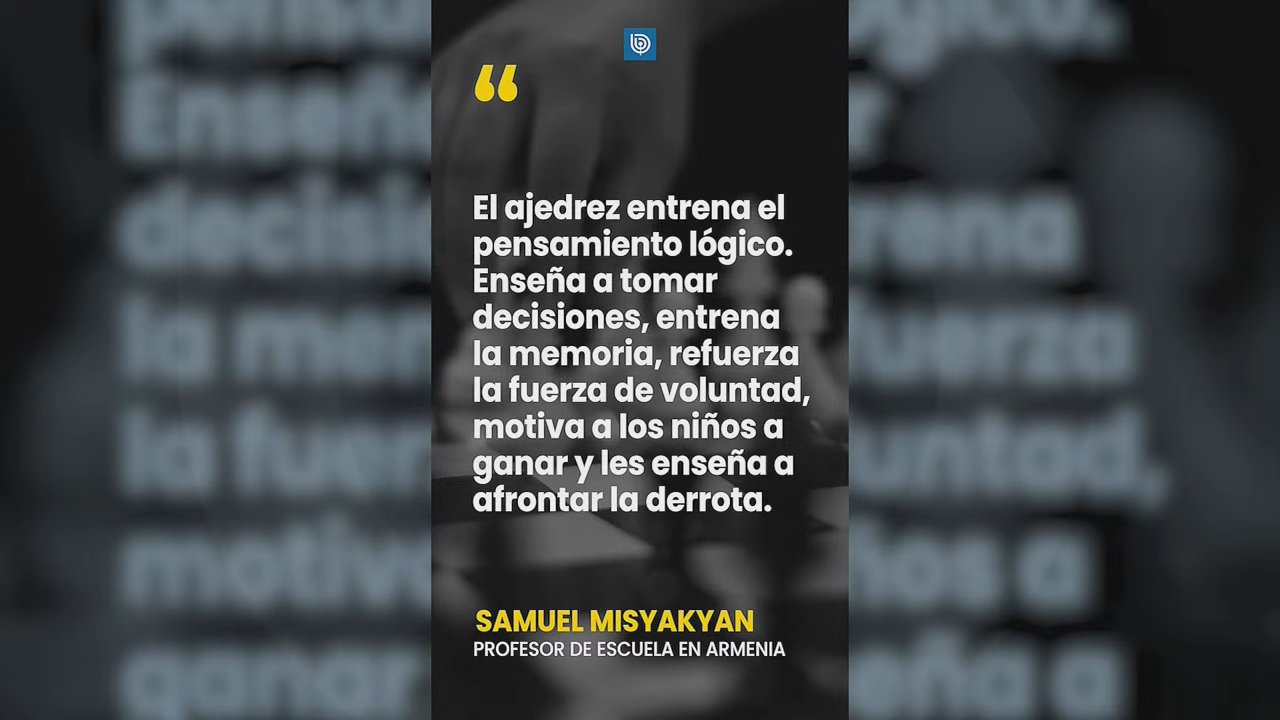 “
El ajedrez entrena el
pensamiento lógico.
Enseña a tomar
decisiones, entrena
la memoria, refuerza
la fuerza de voluntad,
motiva a los niños a
ganar y les enseña a
afrontar la derrota.
SAMUEL MISYAKYAN
PROFESOR DE ESCUELA EN ARMENIA